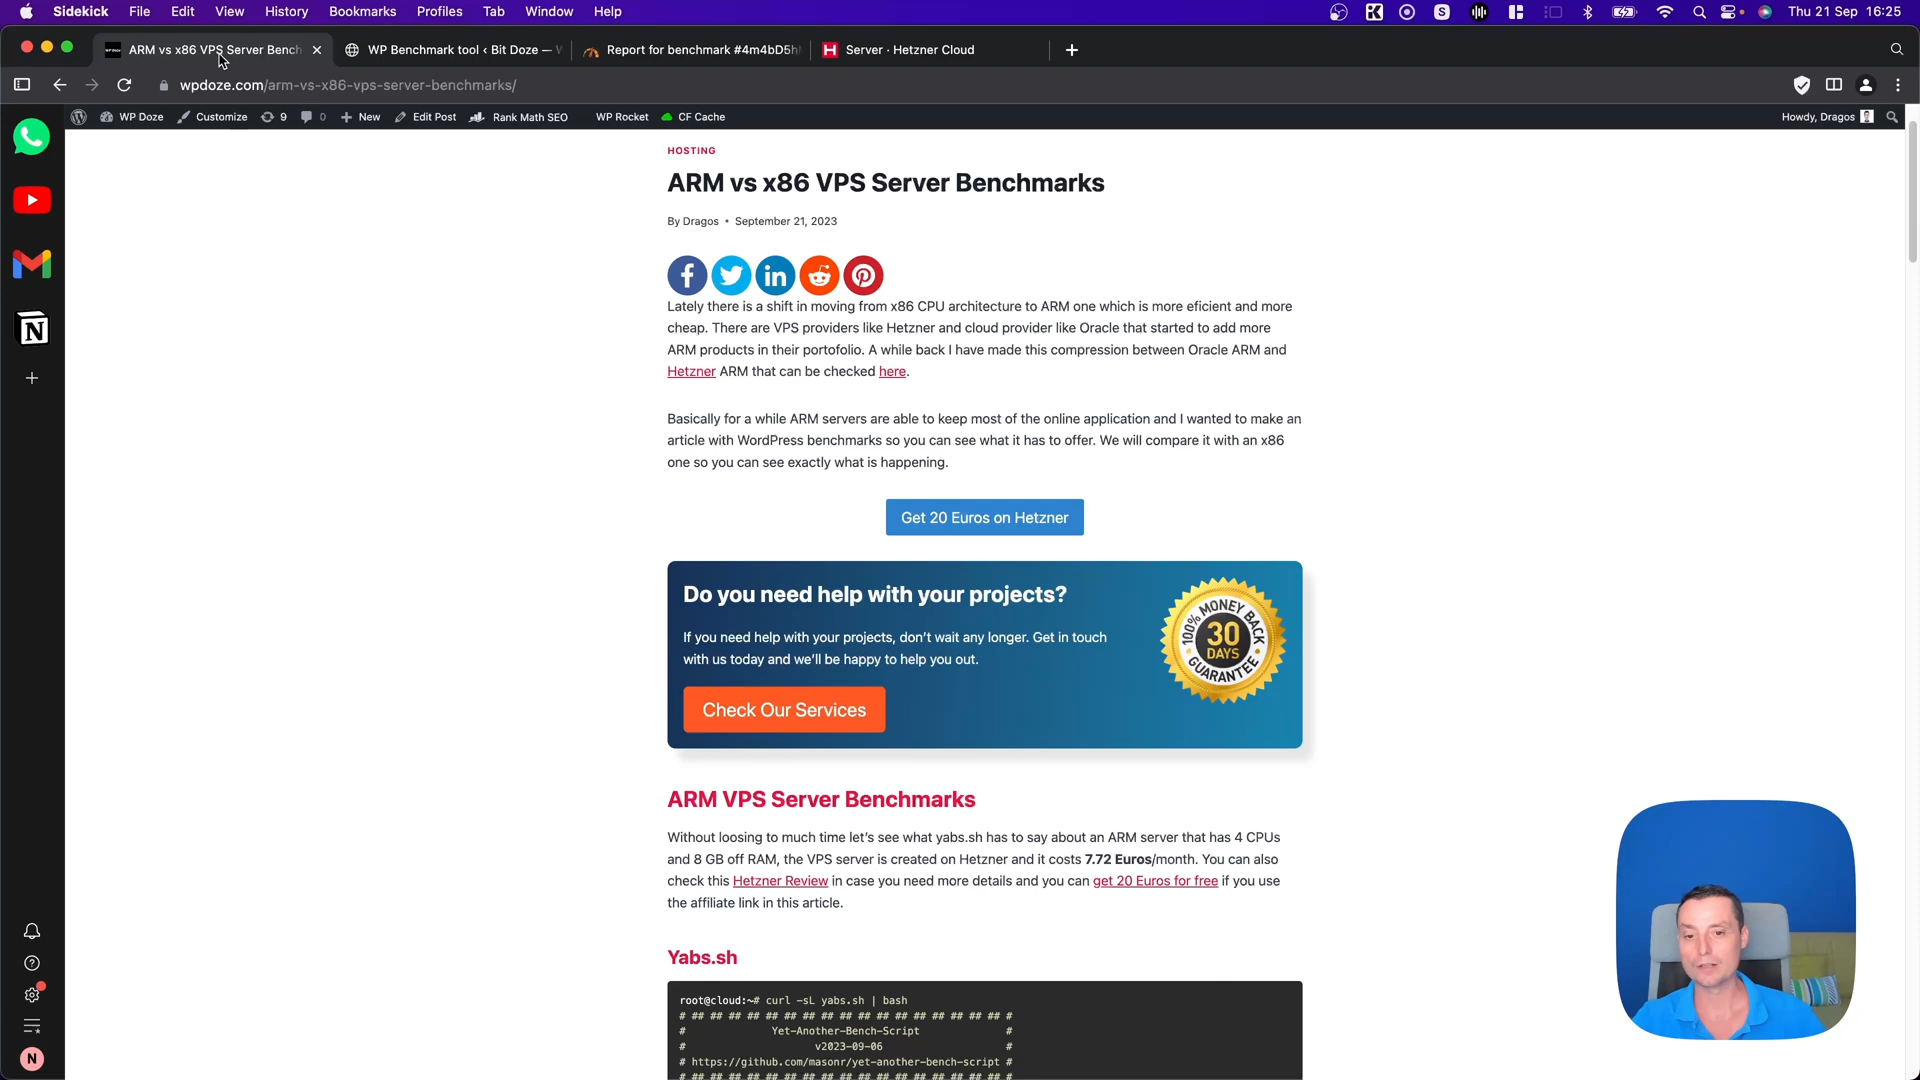 Sidekick File Edit View History Bookmarks Profiles Tab Window Help
Thu 21 Sep 16:25
ARM vs x86 VPS Server Bench
WP Benchmark tool ‹ Bit Doze —
Report for benchmark #4m4bD5h
Server · Hetzner Cloud
wpdoze.com/arm-vs-x86-vps-server-benchmarks/
WP Doze Customize 9 0 New Edit Post Rank Math SEO WP Rocket CF Cache
Howdy, Dragos
HOSTING
ARM vs x86 VPS Server Benchmarks
By Dragos • September 21, 2023
Lately there is a shift in moving from x86 CPU architecture to ARM one which is more eficient and more
cheap. There are VPS providers like Hetzner and cloud provider like Oracle that started to add more
ARM products in their portofolio. A while back I have made this compression between Oracle ARM and
Hetzner ARM that can be checked here.
Basically for a while ARM servers are able to keep most of the online application and I wanted to make an
article with WordPress benchmarks so you can see what it has to offer. We will compare it with an x86
one so you can see exactly what is happening.
Get 20 Euros on Hetzner
Do you need help with your projects?
If you need help with your projects, don't wait any longer. Get in touch
with us today and we'll be happy to help you out.
Check Our Services
100% MONEY BACK
30
DAYS
GUARANTEE
ARM VPS Server Benchmarks
Without loosing to much time let's see what yabs.sh has to say about an ARM server that has 4 CPUs
and 8 GB off RAM, the VPS server is created on Hetzner and it costs 7.72 Euros/month. You can also
check this Hetzner Review in case you need more details and you can get 20 Euros for free if you use
the affiliate link in this article.
Yabs.sh
root@cloud:~# curl -sL yabs.sh | bash
# ## ## ## ## ## ## ## ## ## ## ## ## ## ## ## ## ## #
# Yet-Another-Bench-Script #
# v2023-09-06 #
# https://github.com/masonr/yet-another-bench-script #
# ## ## ## ## ## ## ## ## ## ## ## ## ## ## ## ## ## #
N